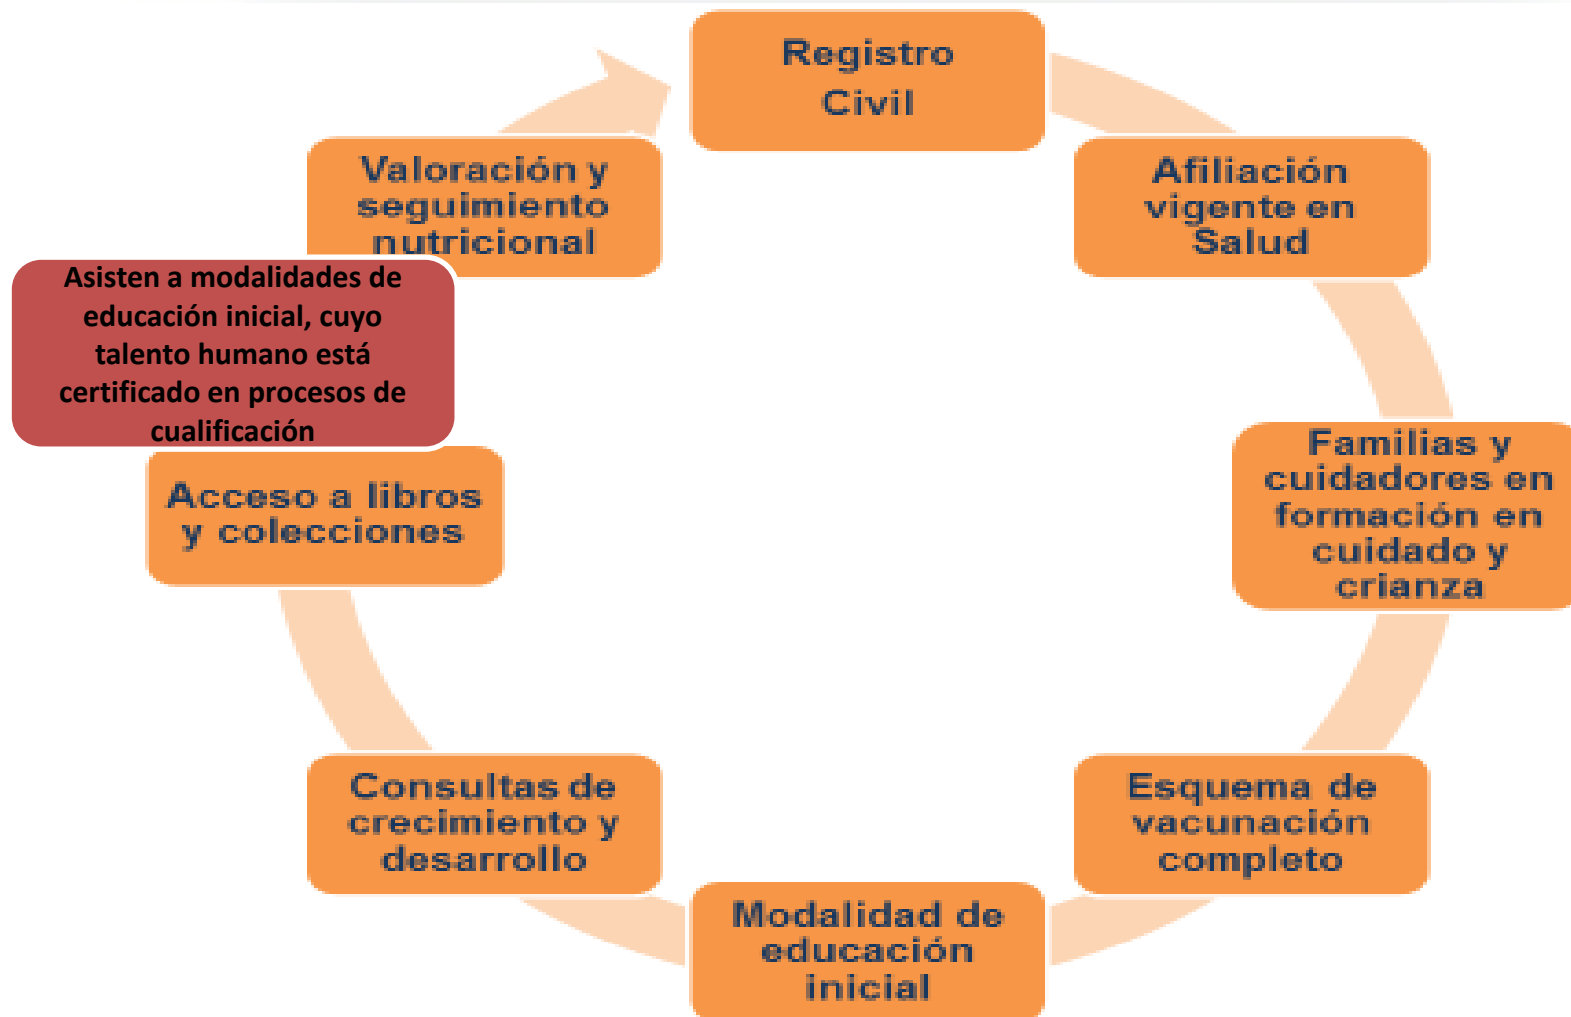 Registro
Civil
Valoración y
seguimiento
nutricional
Afiliación
vigente en
Salud
Asisten a modalidades de
educación inicial, cuyo
talento humano está
certificado en procesos de
cualificación
Familias y
cuidadores en
formación en
cuidado y
crianza
Acceso a libros
y colecciones
Consultas de
crecimiento y
desarrollo
Esquema de
vacunación
completo
Modalidad de
educación
inicial